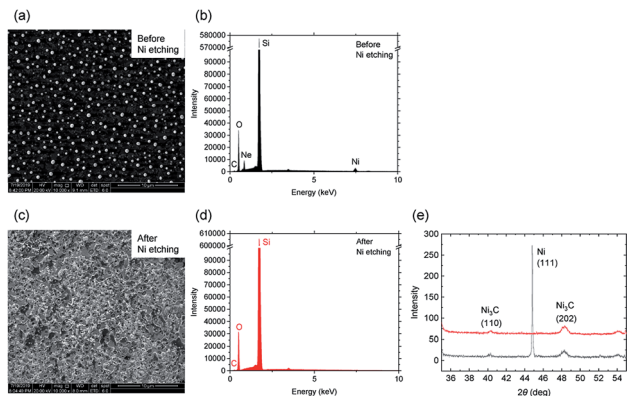 (a)
Before
Ni etching
(b)
580000
570000
90000
80000
70000
60000
50000
40000
30000
20000
10000
0
Intensity
Si
O
C
Ne
Ni
Before
Ni etching
0
5
10
Energy (keV)
(c)
After
Ni etching
(d)
610000
600000
90000
80000
70000
60000
50000
40000
30000
20000
10000
0
Intensity
Si
O
C
After
Ni etching
0
5
10
Energy (keV)
(e)
300
250
200
150
100
50
0
Intensity
Ni
(111)
Ni₃C
(110)
Ni₃C
(202)
36
38
40
42
44
46
48
50
52
54
2θ (deg)